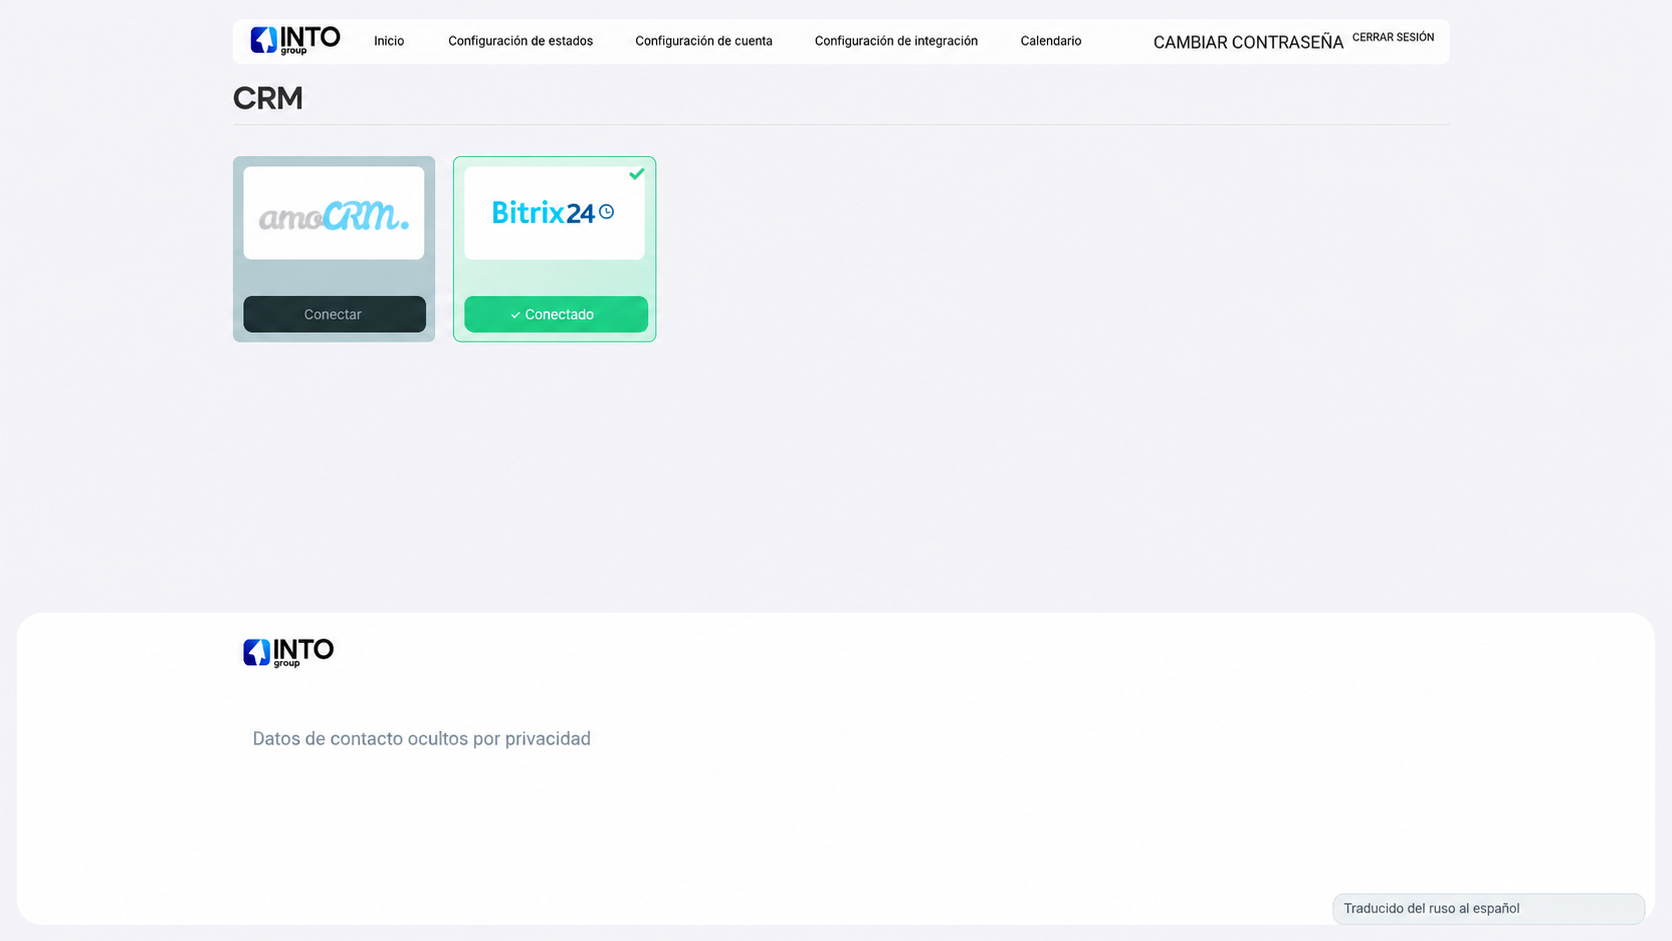 INTO
group
Inicio
Configuración de estados
Configuración de cuenta
Configuración de integración
Calendario
CAMBIAR CONTRASEÑA
CERRAR SESIÓN
CRM
amoCRM.
Bitrix24
Conectar
✓ Conectado
INTO
group
Datos de contacto ocultos por privacidad
Traducido del ruso al español